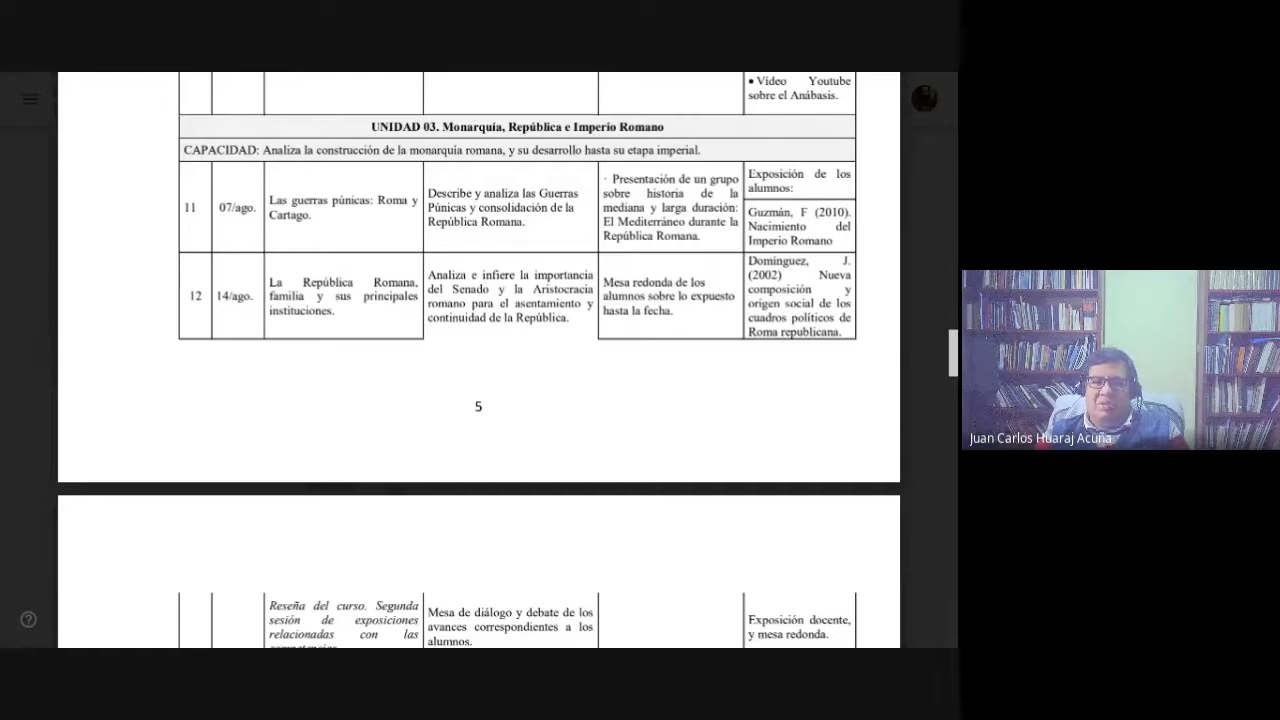 • Vídeo Youtube
sobre el Anábasis.
UNIDAD 03. Monarquía, República e Imperio Romano
CAPACIDAD: Analiza la construcción de la monarquía romana, y su desarrollo hasta su etapa imperial.
11
07/ago.
Las guerras púnicas: Roma y
Cartago.
Describe y analiza las Guerras
Púnicas y consolidación de la
República Romana.
· Presentación de un grupo
sobre historia de la
mediana y larga duración:
El Mediterráneo durante la
República Romana.
Exposición de los
alumnos:
Guzmán, F (2010).
Nacimiento del
Imperio Romano
12
14/ago.
La República Romana,
familia y sus principales
instituciones.
Analiza e infiere la importancia
del Senado y la Aristocracia
romano para el asentamiento y
continuidad de la República.
Mesa redonda de los
alumnos sobre lo expuesto
hasta la fecha.
Domínguez, J.
(2002) Nueva
composición y
origen social de los
cuadros políticos de
Roma republicana.
5
Reseña del curso. Segunda
sesión de exposiciones
relacionadas con las
Mesa de diálogo y debate de los
avances correspondientes a los
alumnos.
Exposición docente,
y mesa redonda.
Juan Carlos Huaraj Acuña